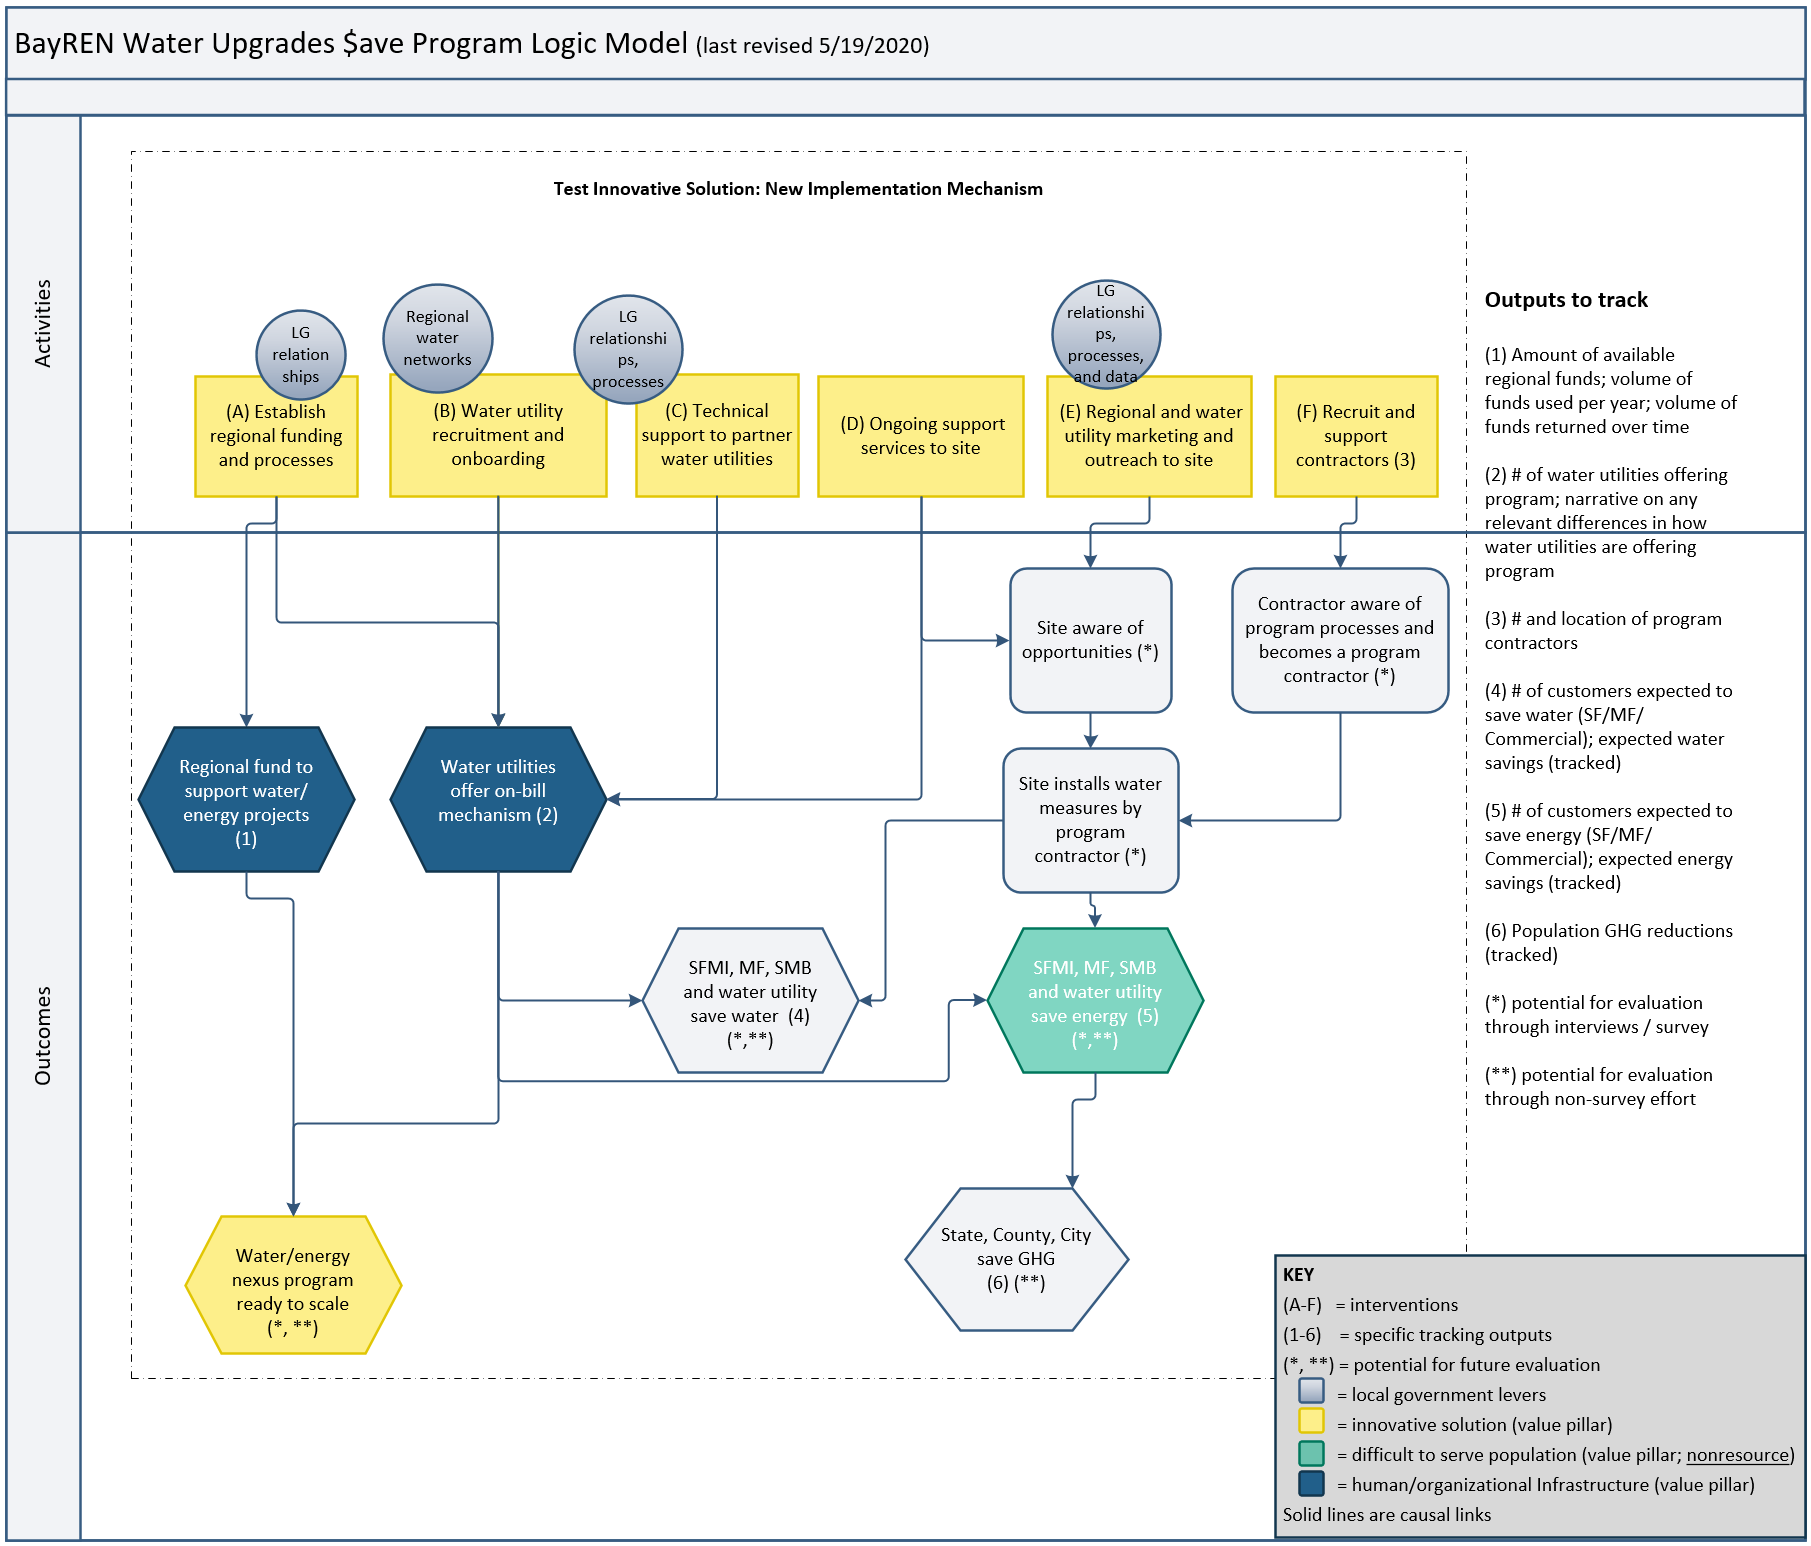 BayREN Water Upgrades $ave Program Logic Model (last revised 5/19/2020)
Activities
Test Innovative Solution: New Implementation Mechanism
LG
relation
ships
Regional
water
networks
LG
relationshi
ps,
processes
LG
relationshi
ps,
processes,
and data
(A) Establish
regional funding
and processes
(B) Water utility
recruitment and
onboarding
(C) Technical
support to partner
water utilities
(D) Ongoing support
services to site
(E) Regional and water
utility marketing and
outreach to site
(F) Recruit and
support
contractors (3)
Outcomes
Site aware of
opportunities (*)
Contractor aware of
program processes and
becomes a program
contractor (*)
Regional fund to
support water/
energy projects
(1)
Water utilities
offer on-bill
mechanism (2)
Site installs water
measures by
program
contractor (*)
SFMI, MF, SMB
and water utility
save water (4)
(*,**)
SFMI, MF, SMB
and water utility
save energy (5)
(*,**)
Water/energy
nexus program
ready to scale
(*, **)
State, County, City
save GHG
(6) (**)
Outputs to track
(1) Amount of available
regional funds; volume of
funds used per year; volume of
funds returned over time
(2) # of water utilities offering
program; narrative on any
relevant differences in how
water utilities are offering
program
(3) # and location of program
contractors
(4) # of customers expected to
save water (SF/MF/
Commercial); expected water
savings (tracked)
(5) # of customers expected to
save energy (SF/MF/
Commercial); expected energy
savings (tracked)
(6) Population GHG reductions
(tracked)
(*) potential for evaluation
through interviews / survey
(**) potential for evaluation
through non-survey effort
KEY
(A-F) = interventions
(1-6) = specific tracking outputs
(*, **) = potential for future evaluation
= local government levers
= innovative solution (value pillar)
= difficult to serve population (value pillar; nonresource)
= human/organizational Infrastructure (value pillar)
Solid lines are causal links